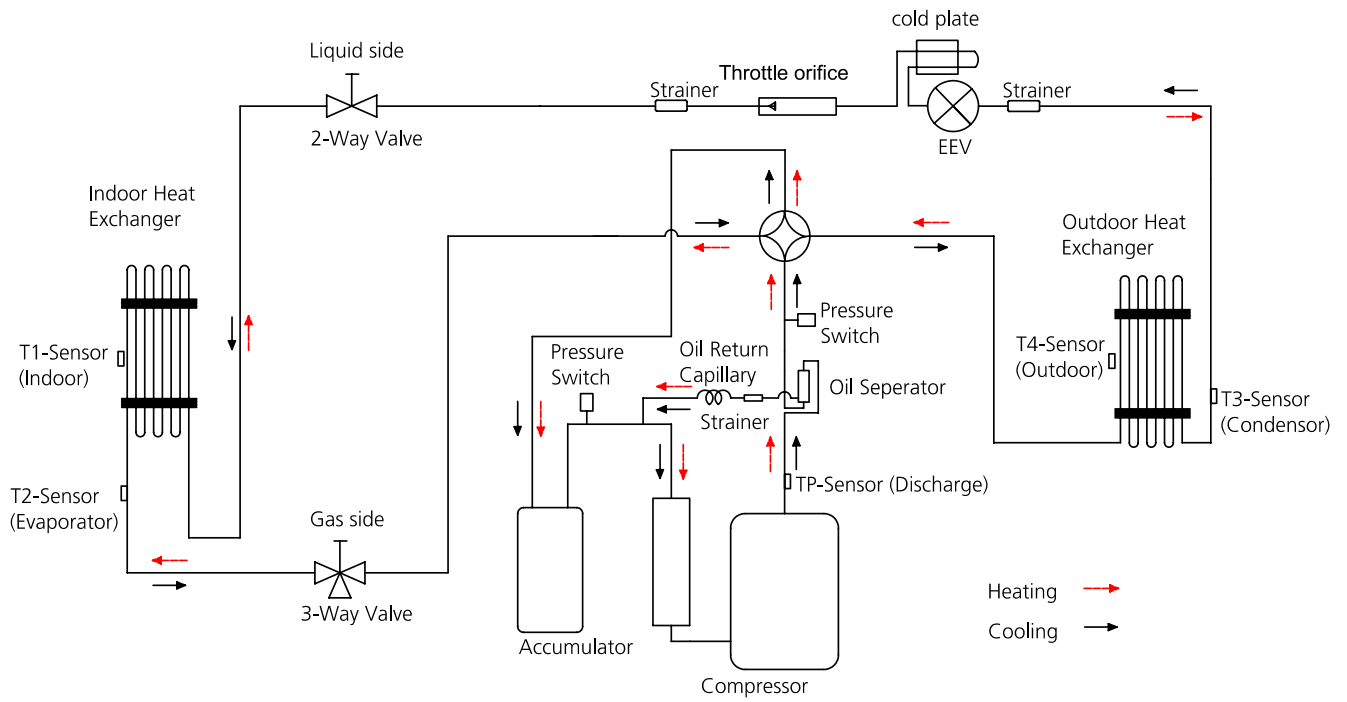 cold plate
Liquid side
Throttle orifice
Strainer
Strainer
2-Way Valve
EEV
Indoor Heat
Exchanger
Outdoor Heat
Exchanger
Pressure
Switch
T1-Sensor
(Indoor)
Pressure
Switch
Oil Return
Capillary
T4-Sensor
(Outdoor)
Oil Seperator
Strainer
T3-Sensor
(Condensor)
TP-Sensor (Discharge)
T2-Sensor
(Evaporator)
Gas side
3-Way Valve
Heating
Cooling
Accumulator
Compressor